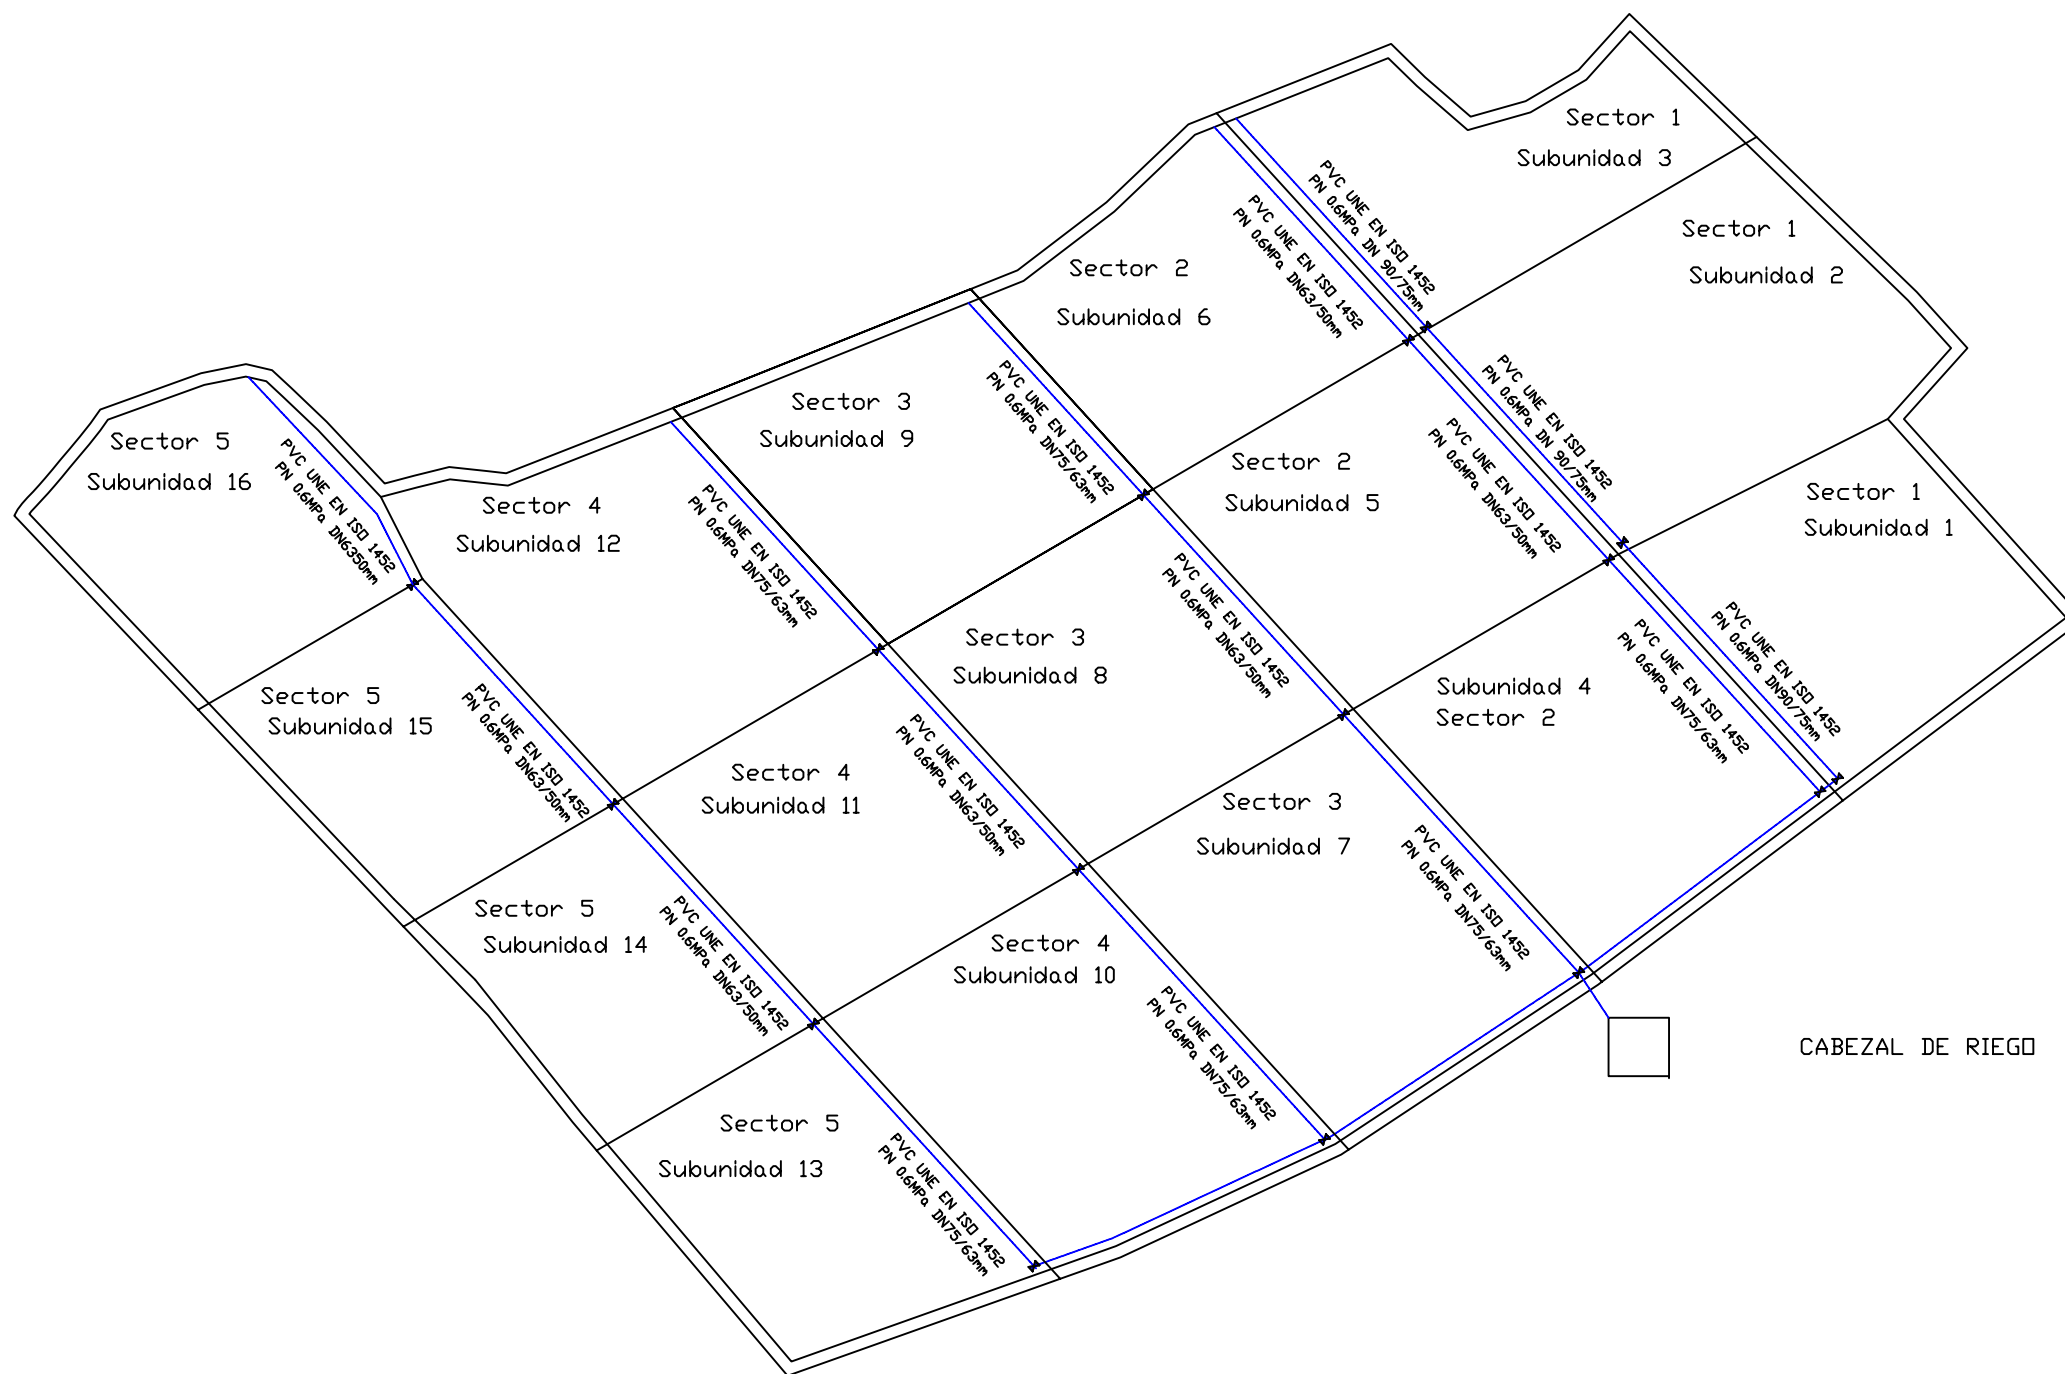 Sector 1
Subunidad 3
PVC UNE EN ISO 1452
PN 0.6MPa DN 90/75mm
PVC UNE EN ISO 1452
PN 0.6MPa DN63/50mm
Sector 1
Subunidad 2
Sector 2
Subunidad 6
PVC UNE EN ISO 1452
PN 0.6MPa DN 90/75mm
PVC UNE EN ISO 1452
PN 0.6MPa DN75/63mm
Sector 3
Subunidad 9
PVC UNE EN ISO 1452
PN 0.6MPa DN63/50mm
Sector 5
Subunidad 16
PVC UNE EN ISO 1452
PN 0.6MPa DN6350mm
Sector 2
Subunidad 5
Sector 1
Subunidad 1
Sector 4
Subunidad 12
PVC UNE EN ISO 1452
PN 0.6MPa DN75/63mm
PVC UNE EN ISO 1452
PN 0.6MPa DN63/50mm
PVC UNE EN ISO 1452
PN 0.6MPa DN90/75mm
PVC UNE EN ISO 1452
PN 0.6MPa DN75/63mm
Sector 3
Subunidad 8
Subunidad 4
Sector 2
Sector 5
Subunidad 15
PVC UNE EN ISO 1452
PN 0.6MPa DN63/50mm
PVC UNE EN ISO 1452
PN 0.6MPa DN63/50mm
Sector 4
Subunidad 11
Sector 3
Subunidad 7
PVC UNE EN ISO 1452
PN 0.6MPa DN75/63mm
Sector 5
Subunidad 14
PVC UNE EN ISO 1452
PN 0.6MPa DN63/50mm
Sector 4
Subunidad 10
PVC UNE EN ISO 1452
PN 0.6MPa DN75/63mm
CABEZAL DE RIEGO
Sector 5
Subunidad 13
PVC UNE EN ISO 1452
PN 0.6MPa DN75/63mm